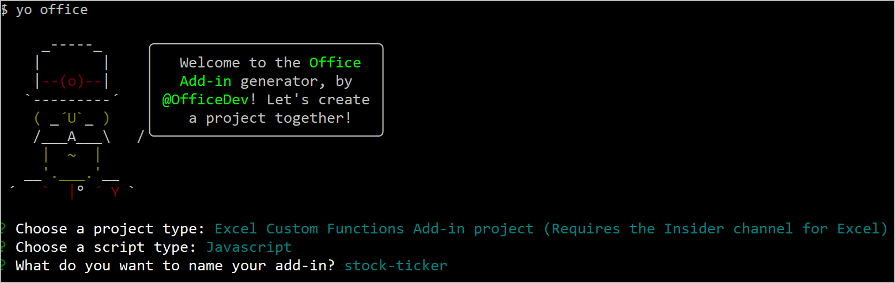 $ yo office
Welcome to the Office
Add-in generator, by
@OfficeDev! Let's create
a project together!
? Choose a project type: Excel Custom Functions Add-in project (Requires the Insider channel for Excel)
? Choose a script type: Javascript
? What do you want to name your add-in? stock-ticker